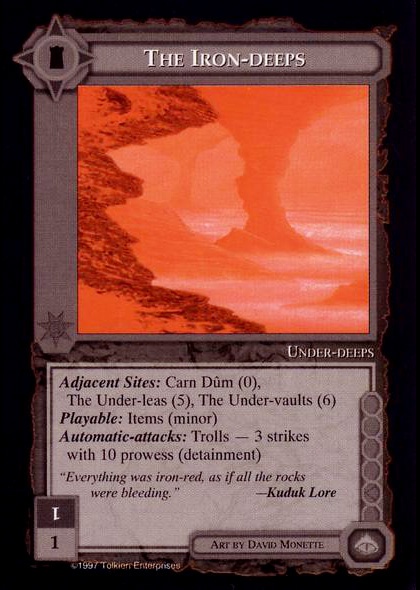 THE IRON-DEEPS
UNDER-DEEPS
Adjacent Sites: Carn Dûm (0),
The Under-leas (5), The Under-vaults (6)
Playable: Items (minor)
Automatic-attacks: Trolls — 3 strikes
with 10 prowess (detainment)
“Everything was iron-red, as if all the rocks
were bleeding.” —Kuduk Lore
I
1
ART BY DAVID MONETTE
©1997 Tolkien Enterprises